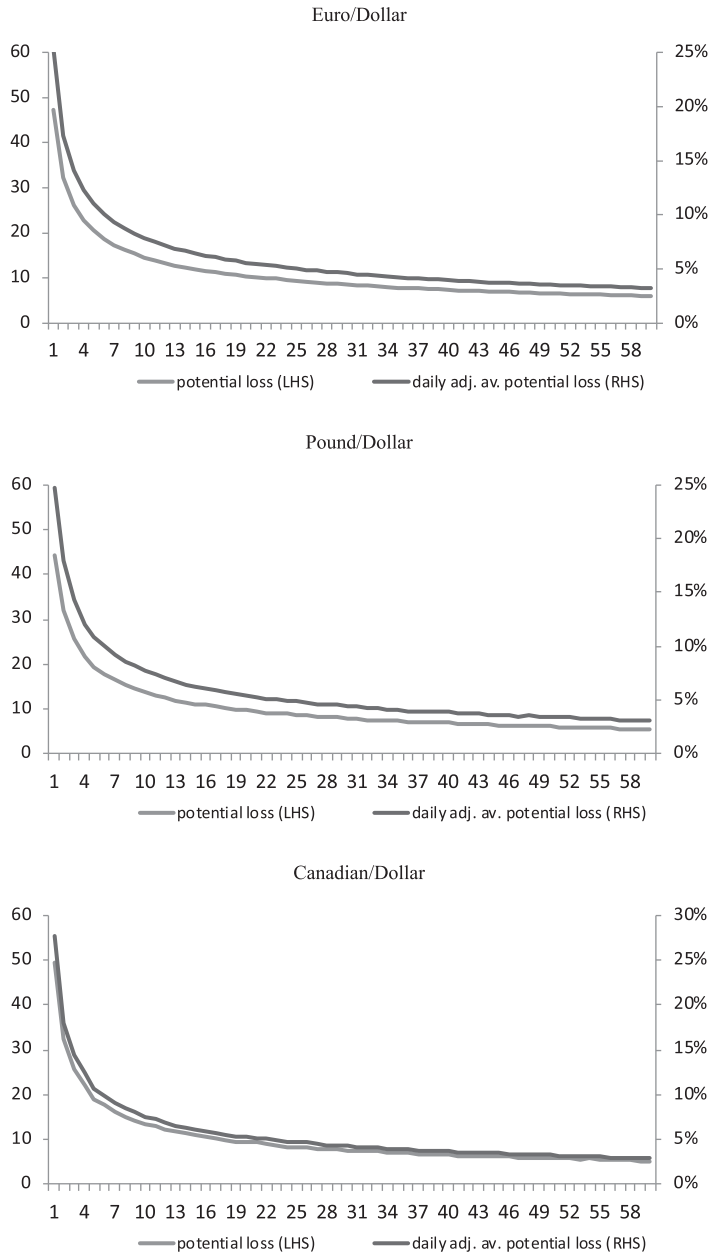 Euro/Dollar
60 25%
50 20%
40 15%
30 10%
20 5%
10 0%
0
1 4 7 10 13 16 19 22 25 28 31 34 37 40 43 46 49 52 55 58
potential loss (LHS) daily adj. av. potential loss (RHS)
Pound/Dollar
60 25%
50 20%
40 15%
30 10%
20 5%
10 0%
0
1 4 7 10 13 16 19 22 25 28 31 34 37 40 43 46 49 52 55 58
potential loss (LHS) daily adj. av. potential loss (RHS)
Canadian/Dollar
60 30%
50 25%
40 20%
30 15%
20 10%
10 5%
0 0%
1 4 7 10 13 16 19 22 25 28 31 34 37 40 43 46 49 52 55 58
potential loss (LHS) daily adj. av. potential loss (RHS)